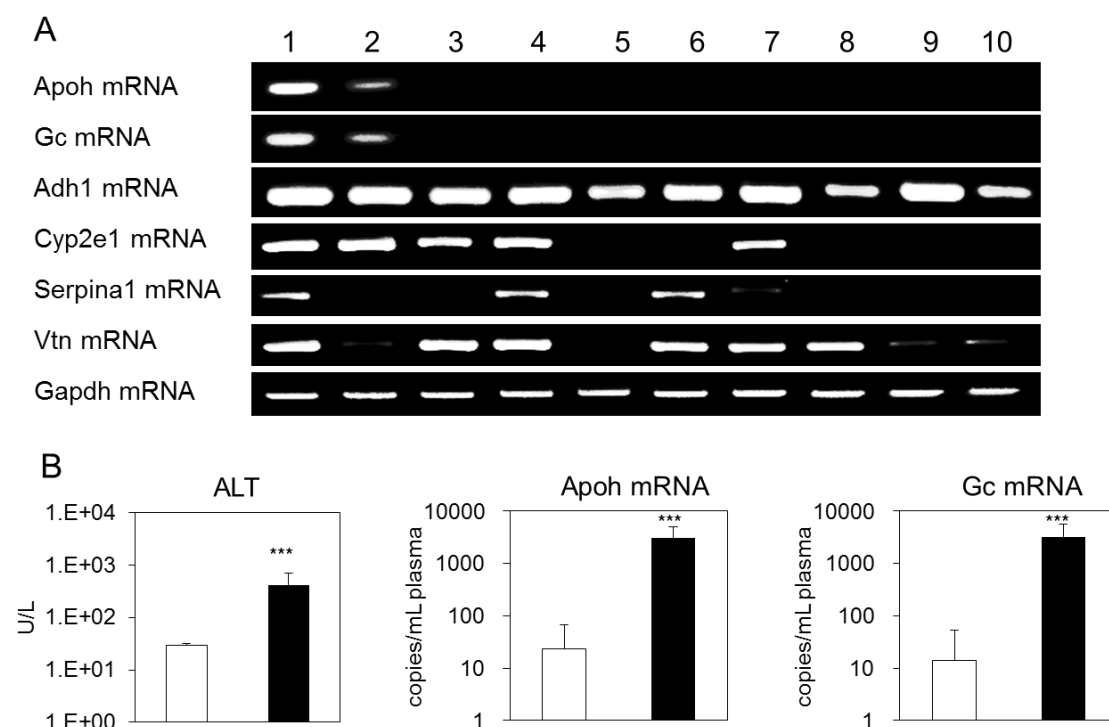 A
1 2 3 4 5 6 7 8 9 10
Apoh mRNA
Gc mRNA
Adh1 mRNA
Cyp2e1 mRNA
Serpina1 mRNA
Vtn mRNA
Gapdh mRNA
B
ALT
1.E+04
1.E+03
1.E+02
1.E+01
1.E+00
U/L
***
Apoh mRNA
10000
1000
100
10
1
copies/mL plasma
***
Gc mRNA
10000
1000
100
10
1
copies/mL plasma
***